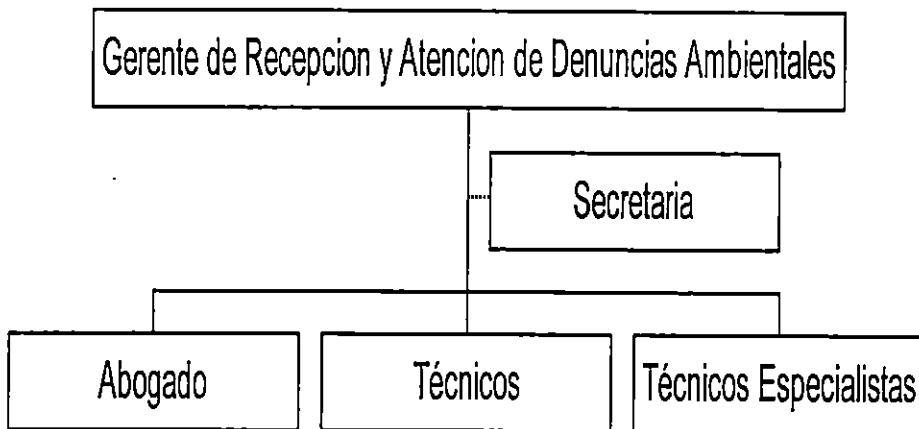 Gerente de Recepcion y Atencion de Denuncias Ambientales
Secretaria
Abogado
Técnicos
Técnicos Especialistas